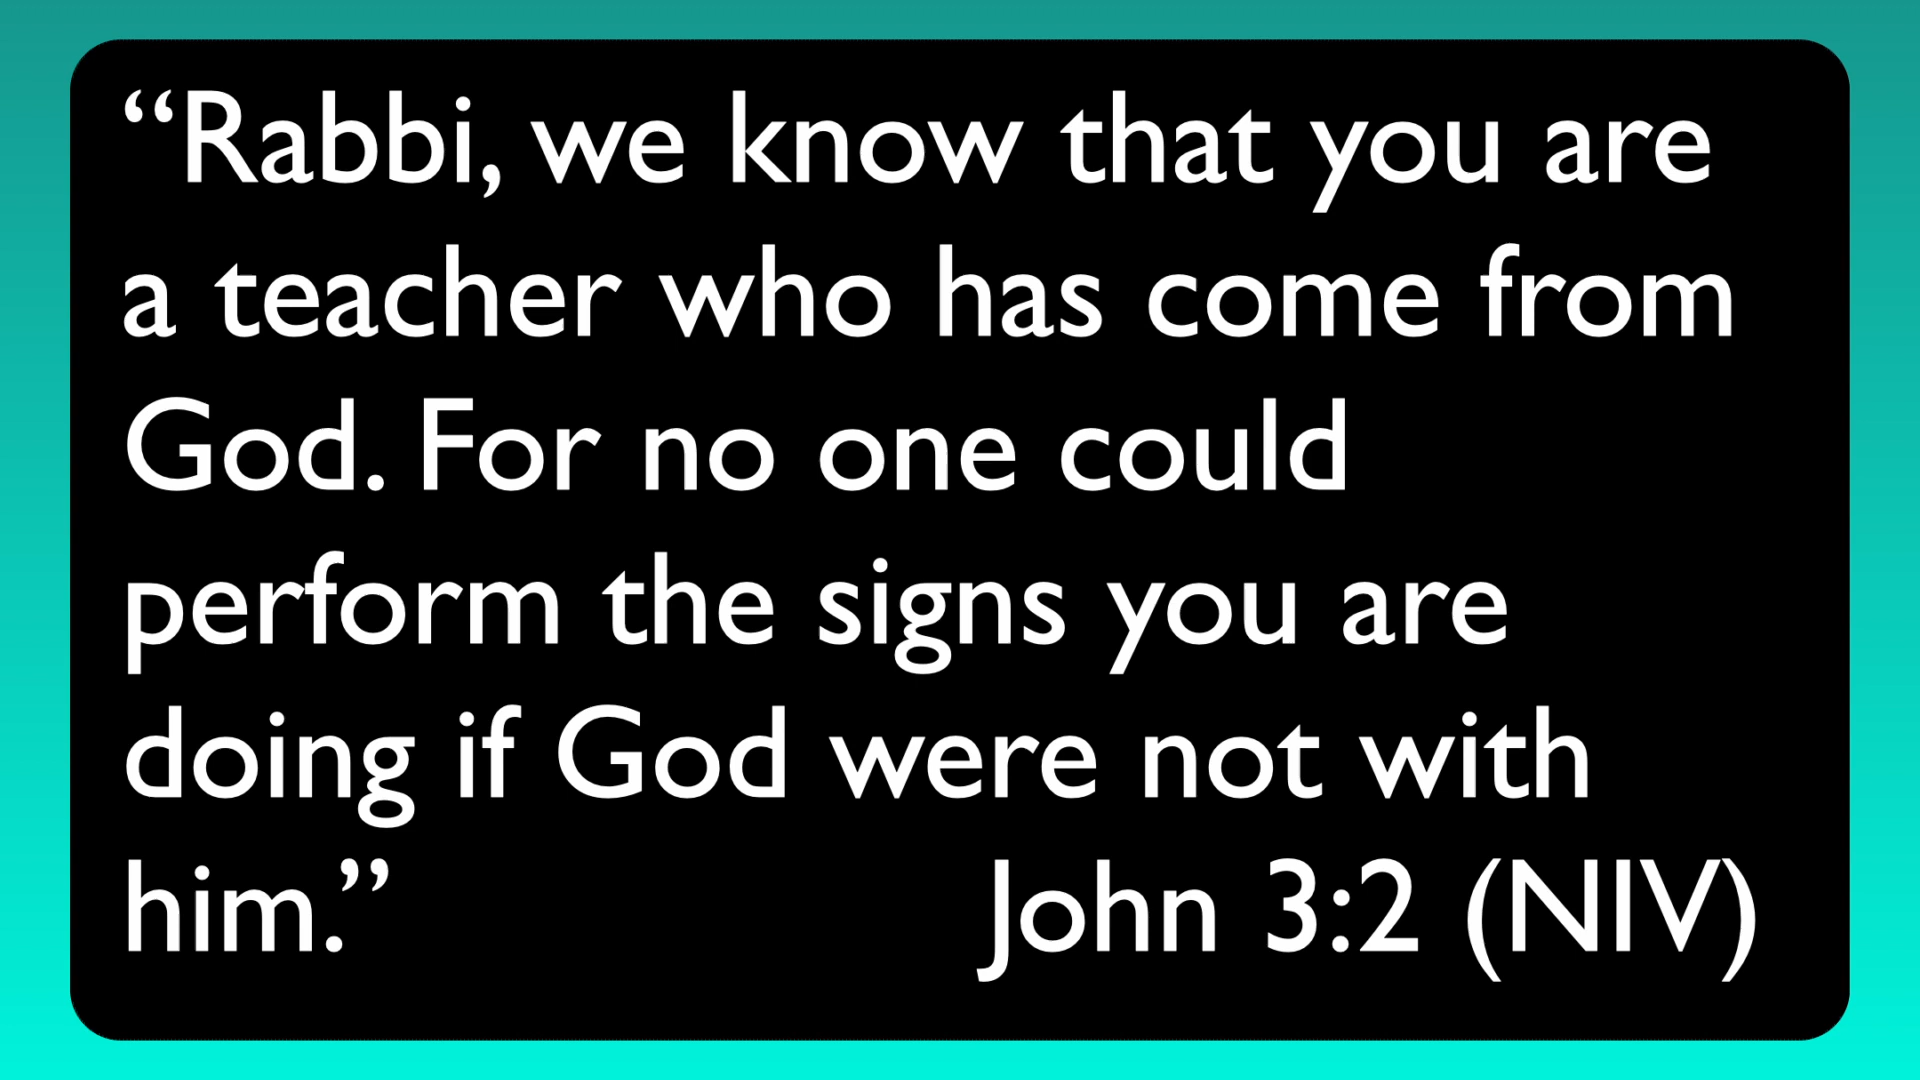 “Rabbi, we know that you are
a teacher who has come from
God. For no one could
perform the signs you are
doing if God were not with
him.” John 3:2 (NIV)